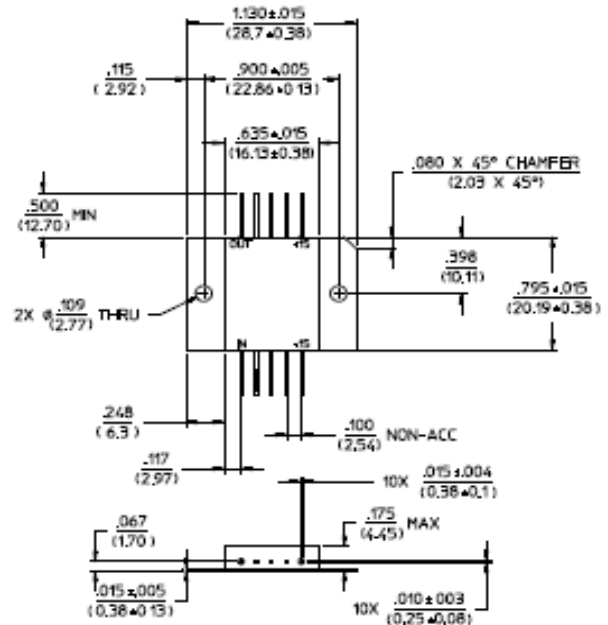 1.130±.015
(28.7±0.38)
.115
(2.92)
.900±.005
(22.86±0.13)
.635±.015
(16.13±0.38)
.080 X 45° CHAMFER
(2.03 X 45°)
.500 MIN
(12.70)
OUT +15
.398
(10.11)
.795±.015
(20.19±0.38)
2X ø .109 THRU
(2.77)
IN +15
.248
(6.3)
.100 NON-ACC
(2.54)
.117
(2.97)
10X .015±.004
(0.38±0.1)
.067
(1.70)
.175 MAX
(4.45)
.015±.005
(0.38±0.13)
10X .010±003
(0.25±0.08)